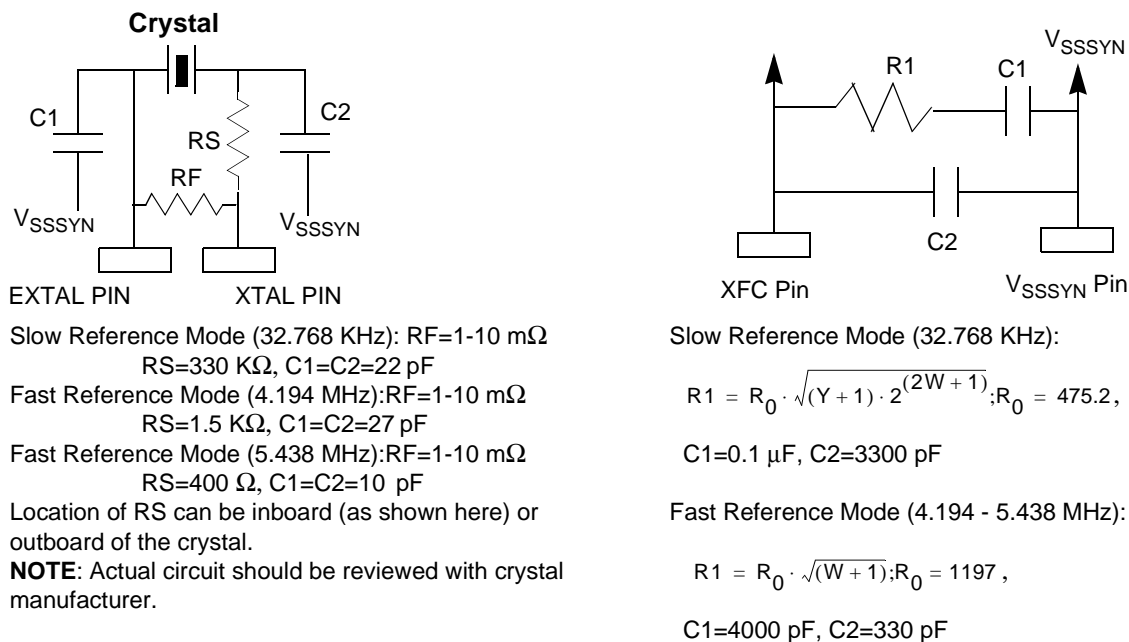 Crystal
C1
C2
RS
RF
VSSSYN
VSSSYN
EXTAL PIN XTAL PIN
Slow Reference Mode (32.768 KHz): RF=1-10 mΩ
RS=330 KΩ, C1=C2=22 pF
Fast Reference Mode (4.194 MHz):RF=1-10 mΩ
RS=1.5 KΩ, C1=C2=27 pF
Fast Reference Mode (5.438 MHz):RF=1-10 mΩ
RS=400 Ω, C1=C2=10 pF
Location of RS can be inboard (as shown here) or
outboard of the crystal.
NOTE: Actual circuit should be reviewed with crystal
manufacturer.
VSSSYN
R1
C1
C2
XFC Pin
VSSSYN Pin
Slow Reference Mode (32.768 KHz):
R1 = R0 · √(Y + 1) · 2^(2W + 1);R0 = 475.2,
C1=0.1 μF, C2=3300 pF
Fast Reference Mode (4.194 - 5.438 MHz):
R1 = R0 · √(W + 1);R0 = 1197,
C1=4000 pF, C2=330 pF